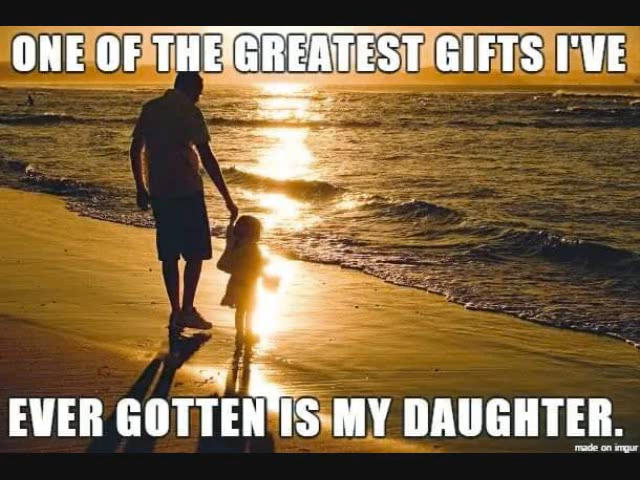 ONE OF THE GREATEST GIFTS I'VE
EVER GOTTEN IS MY DAUGHTER.
made on imgur